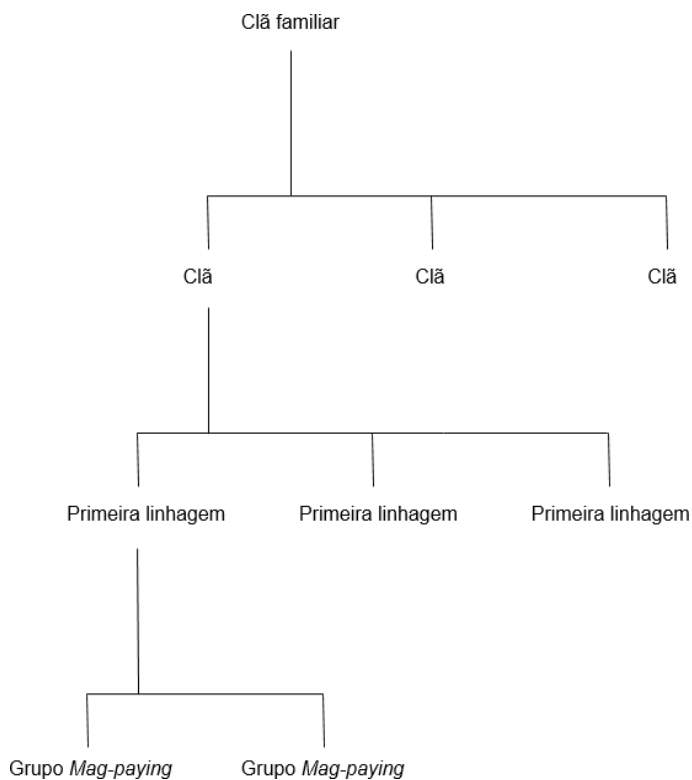 Clã familiar
Clã Clã Clã
Primeira linhagem Primeira linhagem Primeira linhagem
Grupo Mag-paying Grupo Mag-paying